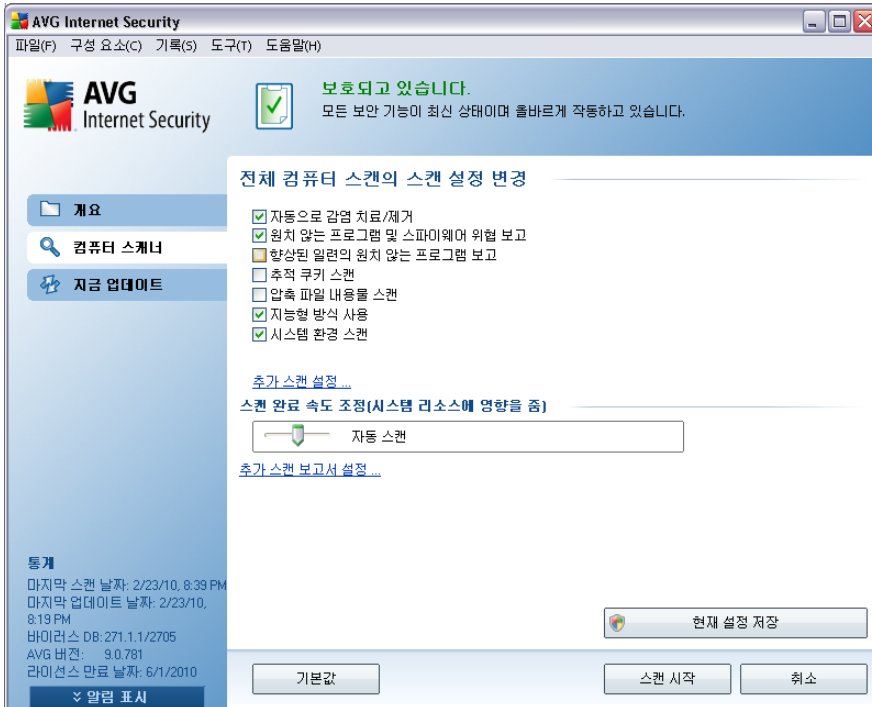 AVG Internet Security
파일(F) 구성 요소(C) 기록(S) 도구(T) 도움말(H)
AVG
Internet Security
보호되고 있습니다.
모든 보안 기능이 최신 상태이며 올바르게 작동하고 있습니다.
개요
컴퓨터 스캐너
지금 업데이트
전체 컴퓨터 스캔의 스캔 설정 변경
자동으로 감염 치료/제거
원치 않는 프로그램 및 스파이웨어 위협 보고
향상된 일련의 원치 않는 프로그램 보고
추적 쿠키 스캔
압축 파일 내용물 스캔
지능형 방식 사용
시스템 환경 스캔
추가 스캔 설정 ...
스캔 완료 속도 조정(시스템 리소스에 영향을 줌)
자동 스캔
추가 스캔 보고서 설정 ...
통계
마지막 스캔 날짜: 2/23/10, 8:39 PM
마지막 업데이트 날짜: 2/23/10,
8:19 PM
바이러스 DB: 271.1.1/2705
AVG 버전: 9.0.781
라이선스 만료 날짜: 6/1/2010
알림 표시
현재 설정 저장
기본값
스캔 시작
취소